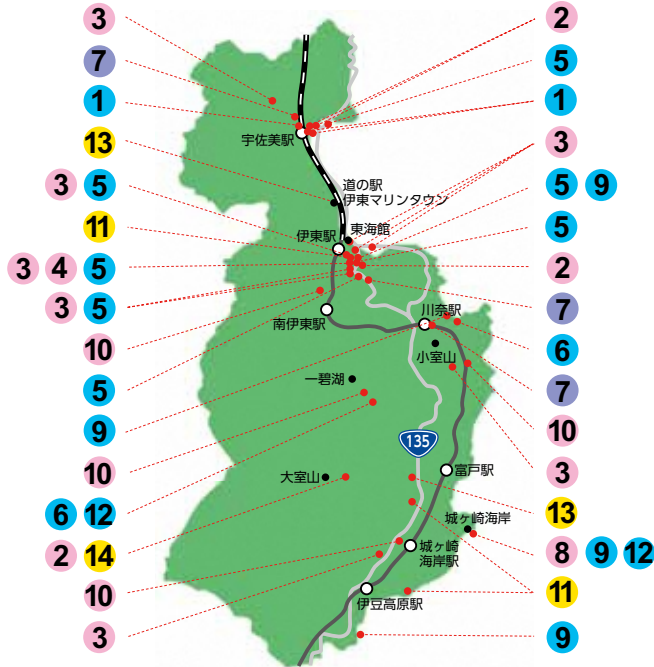 3
7
1
13
3 5
11
3 4 5
3 5
10
5
9
10
6 12
2 14
10
3
宇佐美駅
道の駅
伊東マリンタウン
東海館
伊東駅
南伊東駅
川奈駅
小室山
一碧湖
135
大室山
富戸駅
城ヶ崎海岸
城ヶ崎
海岸駅
伊豆高原駅
2
5
1
3
5 9
5
2
7
6
7
10
3
13
8 9 12
11
9